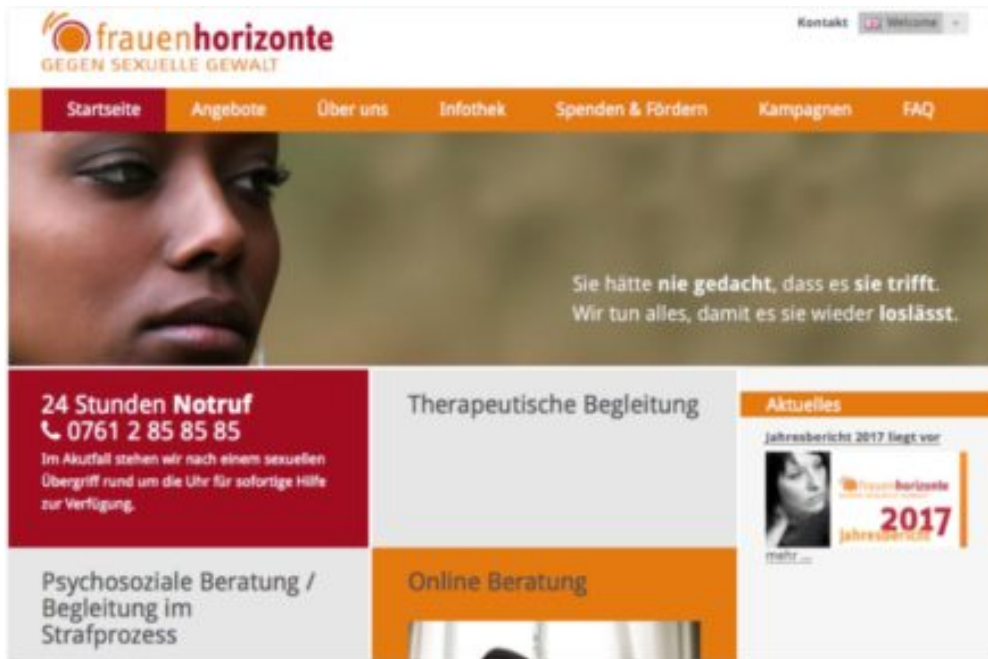 frauenhorizonte
GEGEN SEXUELLE GEWALT
Kontakt
Welcome
Startseite
Angebote
Über uns
Infothek
Spenden & Fördern
Kampagnen
FAQ
Sie hätte nie gedacht, dass es sie trifft.
Wir tun alles, damit es sie wieder loslässt.
24 Stunden Notruf
0761 2 85 85 85
Im Akutfall stehen wir nach einem sexuellen
Übergriff rund um die Uhr für sofortige Hilfe
zur Verfügung.
Therapeutische Begleitung
Aktuelles
Jahresbericht 2017 liegt vor
frauenhorizonte
2017
Jahresbericht
mehr ...
Psychosoziale Beratung /
Begleitung im
Strafprozess
Online Beratung